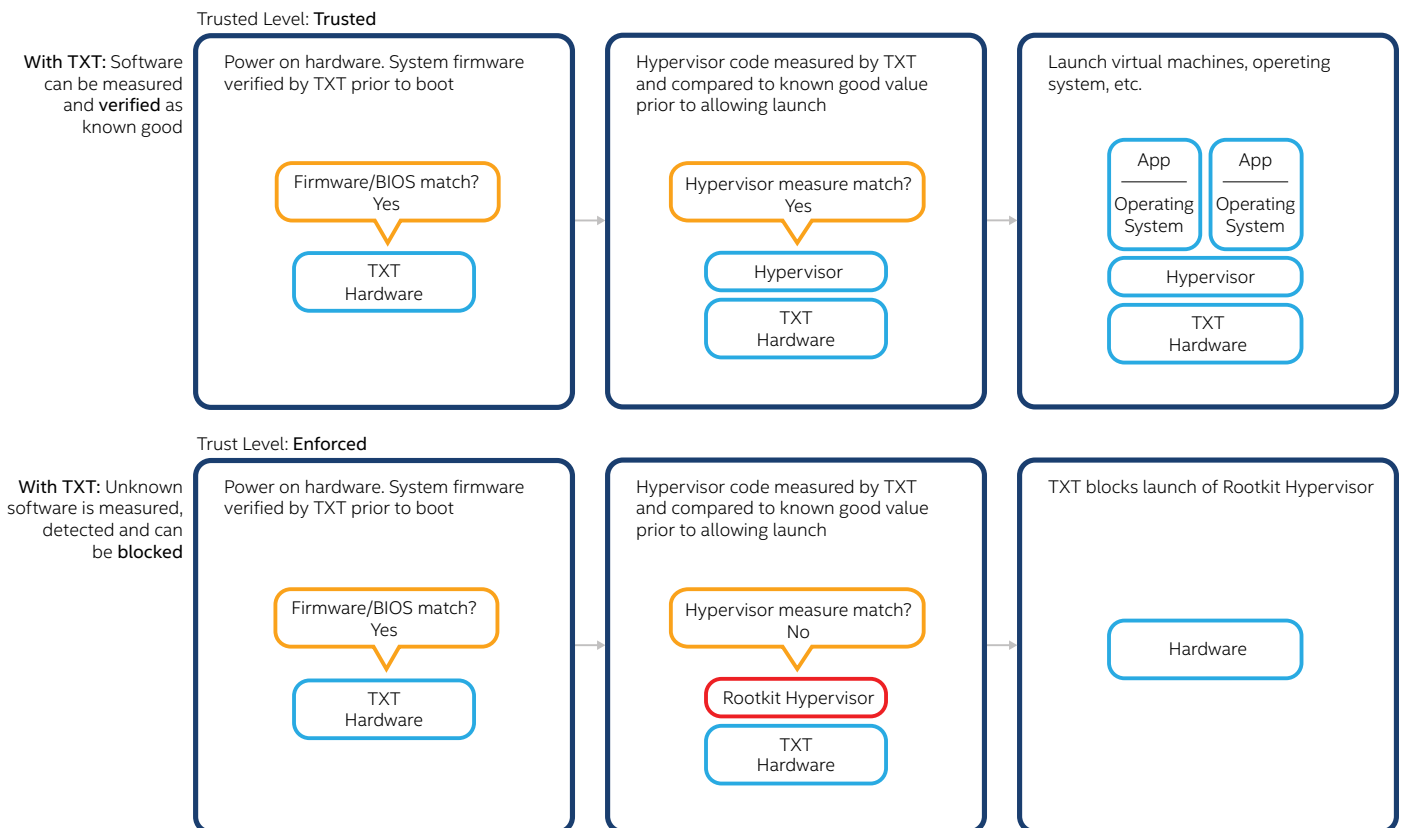 Trusted Level: Trusted
With TXT: Software
can be measured
and verified as
known good
Power on hardware. System firmware
verified by TXT prior to boot
Firmware/BIOS match?
Yes
TXT
Hardware
Hypervisor code measured by TXT
and compared to known good value
prior to allowing launch
Hypervisor measure match?
Yes
Hypervisor
TXT
Hardware
Launch virtual machines, opereting
system, etc.
App
Operating
System
App
Operating
System
Hypervisor
TXT
Hardware
Trust Level: Enforced
With TXT: Unknown
software is measured,
detected and can
be blocked
Power on hardware. System firmware
verified by TXT prior to boot
Firmware/BIOS match?
Yes
TXT
Hardware
Hypervisor code measured by TXT
and compared to known good value
prior to allowing launch
Hypervisor measure match?
No
Rootkit Hypervisor
TXT
Hardware
TXT blocks launch of Rootkit Hypervisor
Hardware